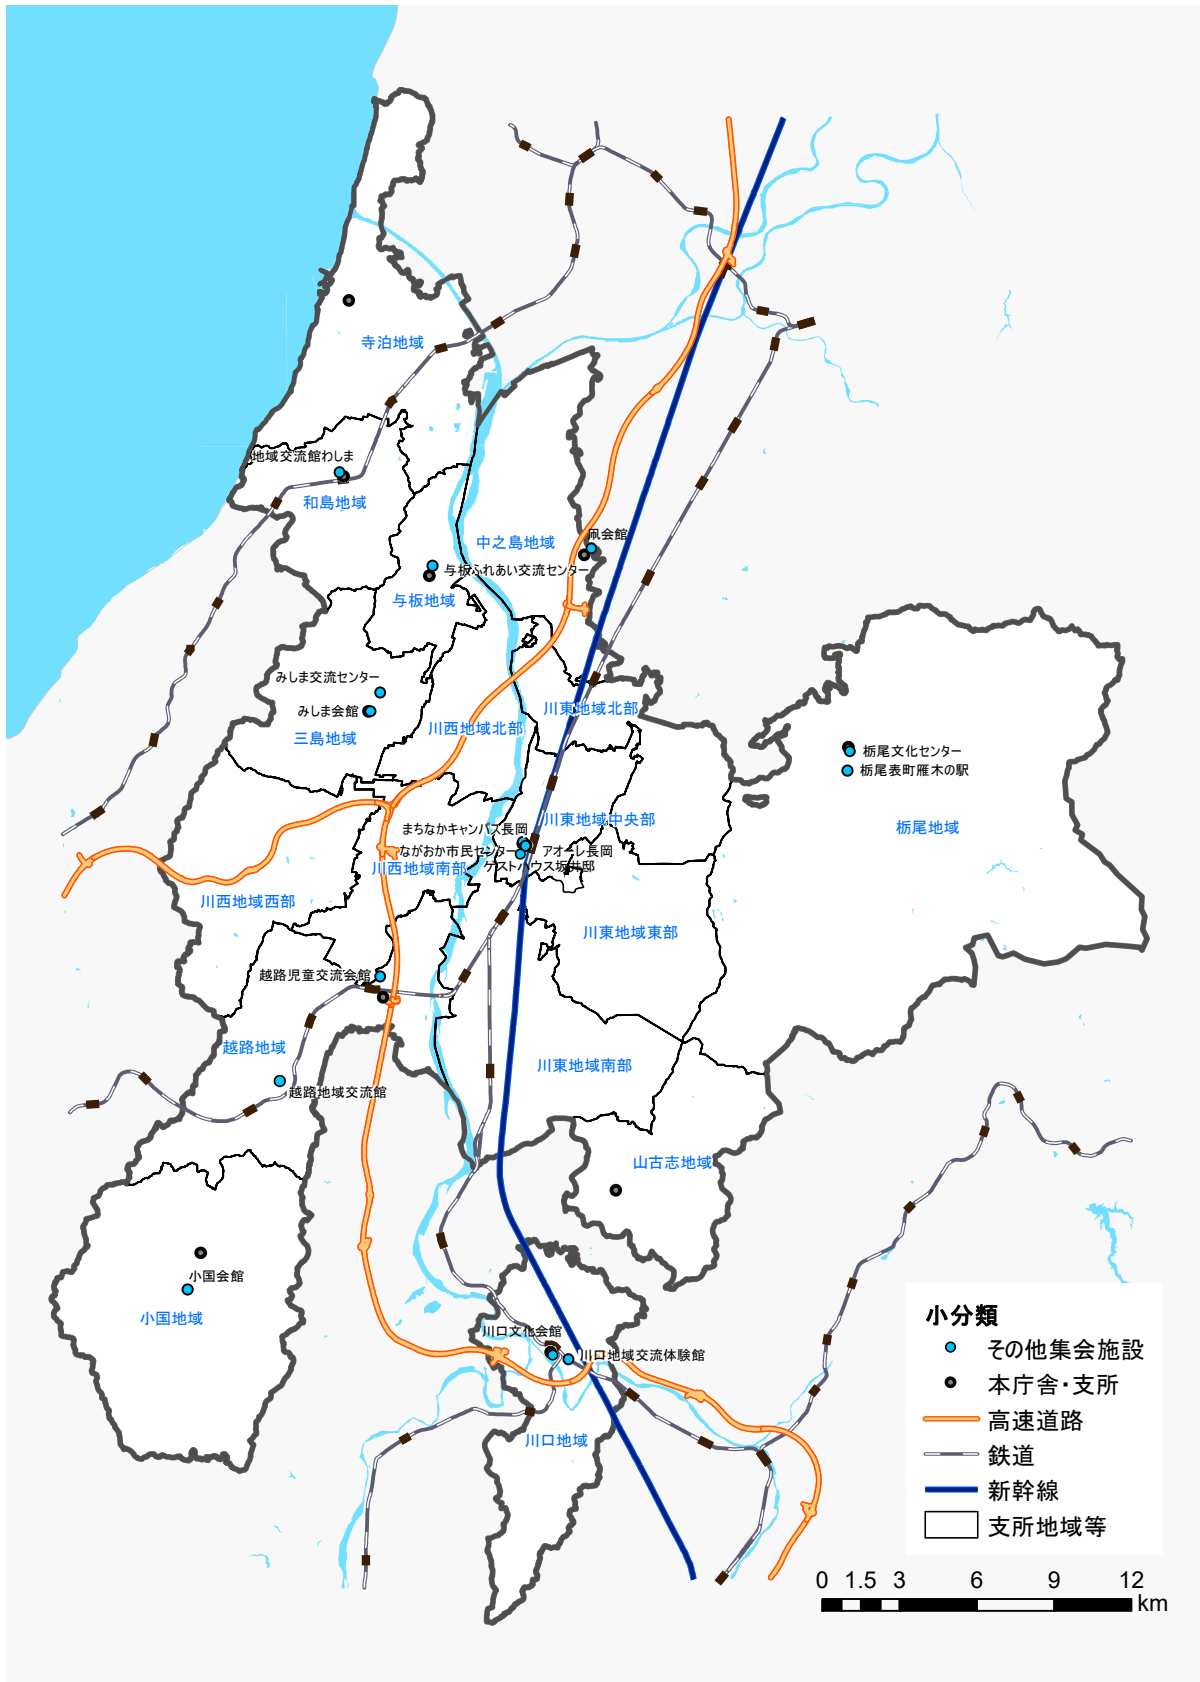 寺泊地域
地域交流館わしま
和島地域
中之島地域
凧会館
与板ふれあい交流センター
与板地域
みしま交流センター
みしま会館
三島地域
川西地域北部
川東地域北部
栃尾文化センター
栃尾表町雁木の駅
栃尾地域
川東地域中央部
まちなかキャンパス長岡
ながおか市民センター
アオーレ長岡
ゲストハウス坂井邸
川西地域南部
川西地域西部
川東地域東部
越路児童交流会館
越路地域
越路地域交流館
川東地域南部
山古志地域
小国会館
小国地域
川口文化会館
川口地域交流体験館
川口地域
小分類
その他集会施設
本庁舎・支所
高速道路
鉄道
新幹線
支所地域等
0 1.5 3 6 9 12
km